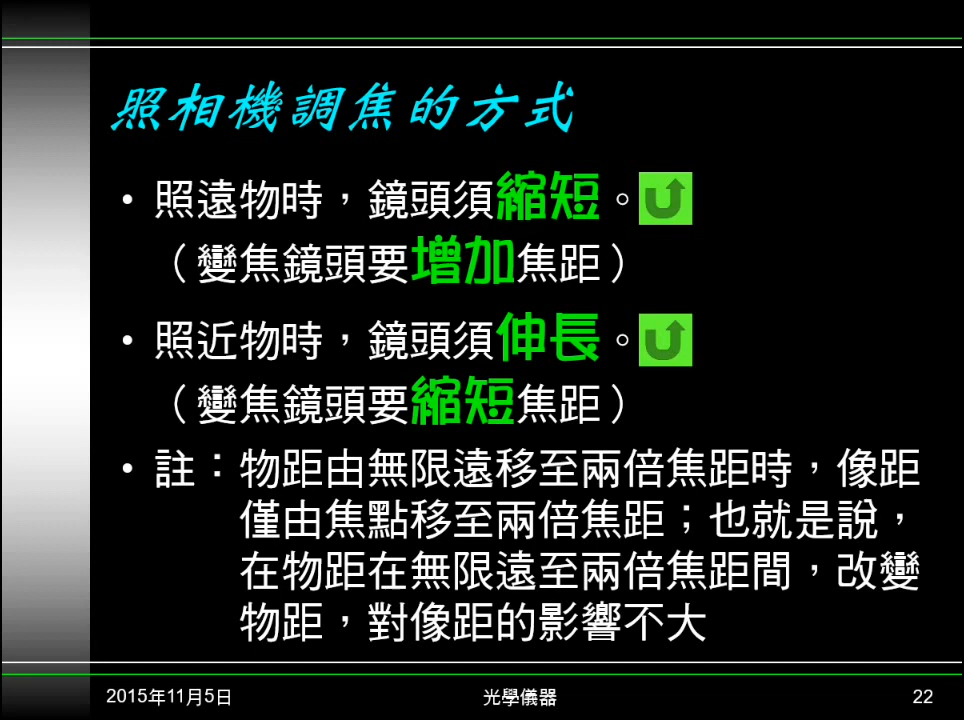 照相機調焦的方式
• 照遠物時，鏡頭須縮短。
（變焦鏡頭要增加焦距）
• 照近物時，鏡頭須伸長。
（變焦鏡頭要縮短焦距）
• 註：物距由無限遠移至兩倍焦距時，像距
僅由焦點移至兩倍焦距；也就是說，
在物距在無限遠至兩倍焦距間，改變
物距，對像距的影響不大
2015年11月5日 光學儀器 22